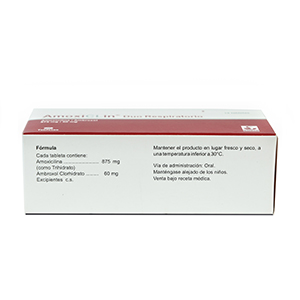 Duo Respiratorio
Fórmula
Cada tableta contiene:
Amoxicilina .................. 875 mg
(como Trihidrato)
Ambroxol Clorhidrato ........ 60 mg
Excipientes c.s.
Mantener el producto en lugar fresco y seco, a
una temperatura inferior a 30°C.
Vía de administración: Oral.
Manténgase alejado de los niños.
Venta bajo receta médica.